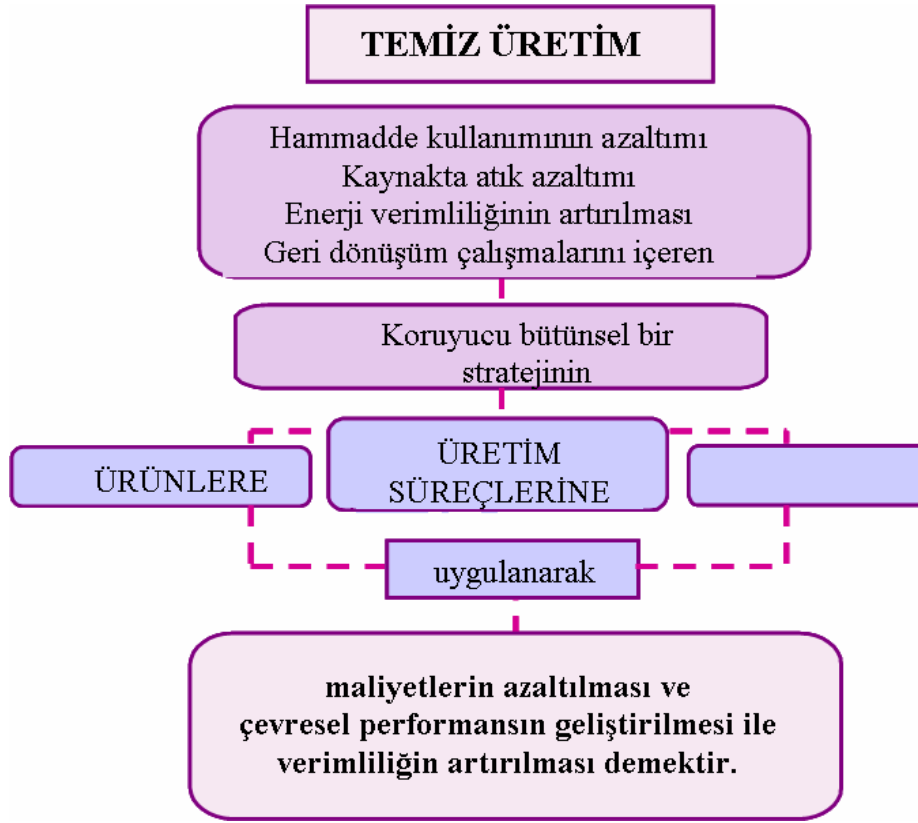 TEMİZ ÜRETİM
Hammadde kullanımının azaltımı
Kaynakta atık azaltımı
Enerji verimliliğinin artırılması
Geri dönüşüm çalışmalarını içeren
Koruyucu bütünsel bir
stratejinin
ÜRÜNLERE
ÜRETİM
SÜREÇLERİNE
uygulanarak
maliyetlerin azaltılması ve
çevresel performansın geliştirilmesi ile
verimliliğin artırılması demektir.